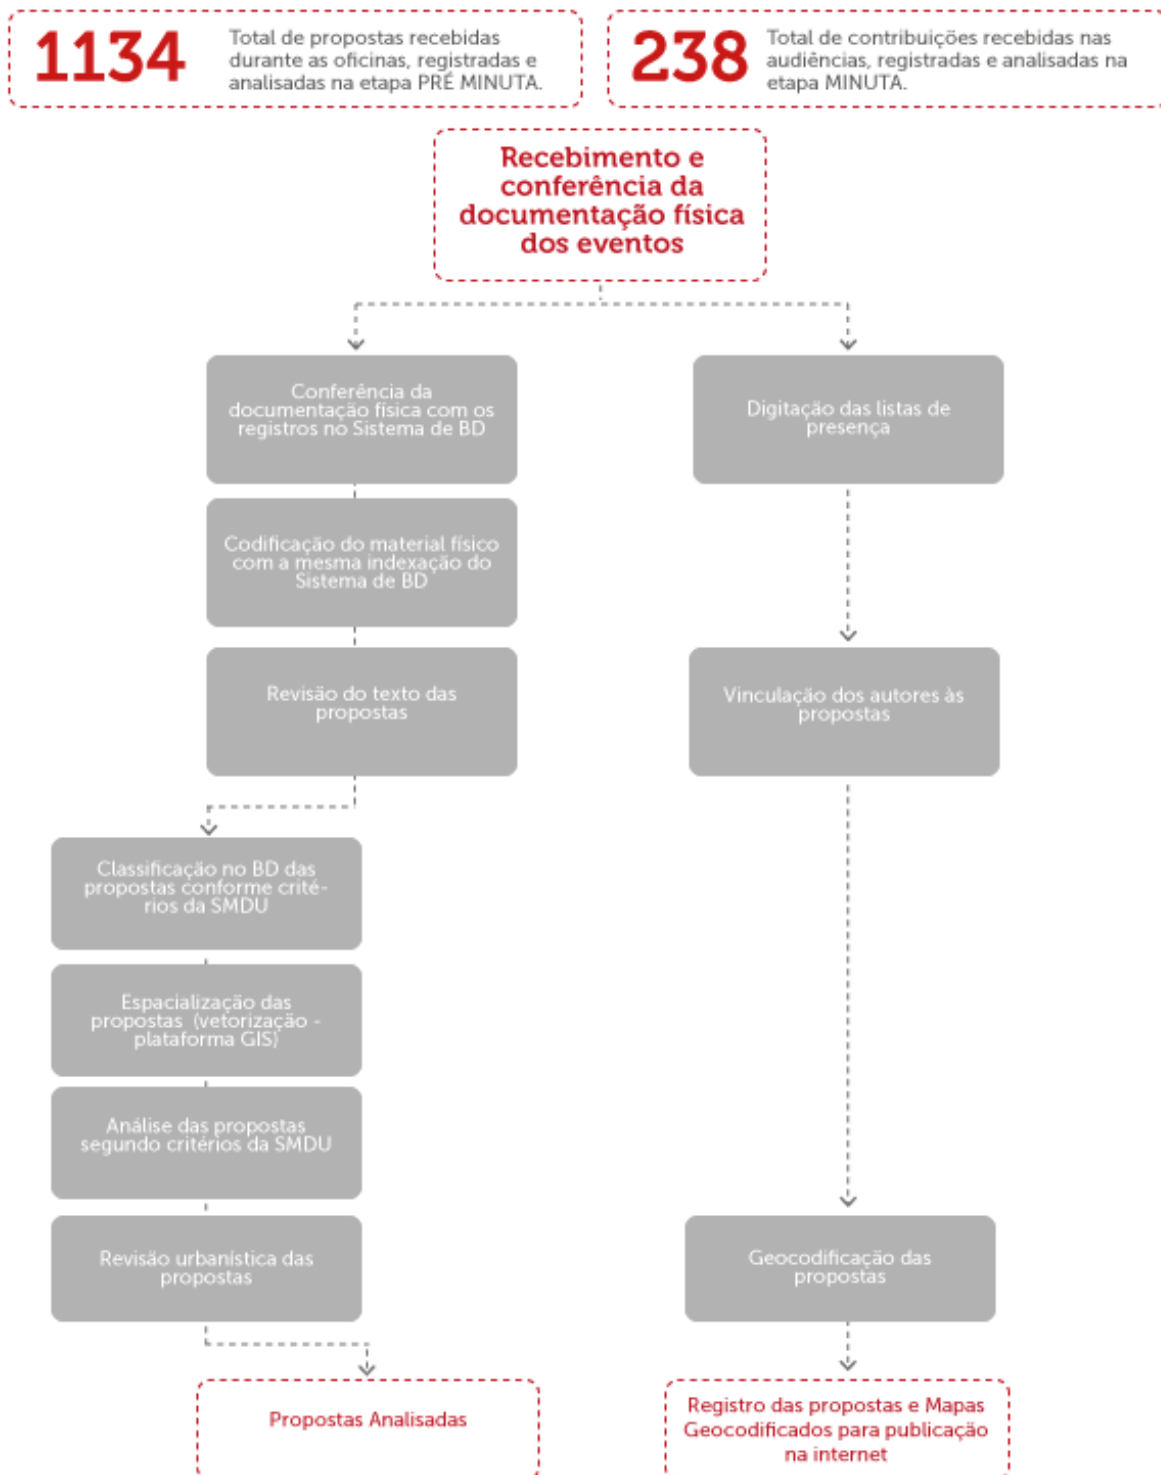 1134
Total de propostas recebidas
durante as oficinas, registradas e
analisadas na etapa PRÉ MINUTA.
238
Total de contribuições recebidas nas
audiências, registradas e analisadas na
etapa MINUTA.
Recebimento e
conferência da
documentação física
dos eventos
Conferência da
documentação física com os
registros no Sistema de BD
Digitação das listas de
presença
Codificação do material físico
com a mesma indexação do
Sistema de BD
Revisão do texto das
propostas
Vinculação dos autores às
propostas
Classificação no BD das
propostas conforme crité-
rios da SMDU
Espacialização das
propostas (vetorização -
plataforma GIS)
Análise das propostas
segundo critérios da SMDU
Revisão urbanística das
propostas
Geocodificação das
propostas
Propostas Analisadas
Registro das propostas e Mapas
Geocodificados para publicação
na internet